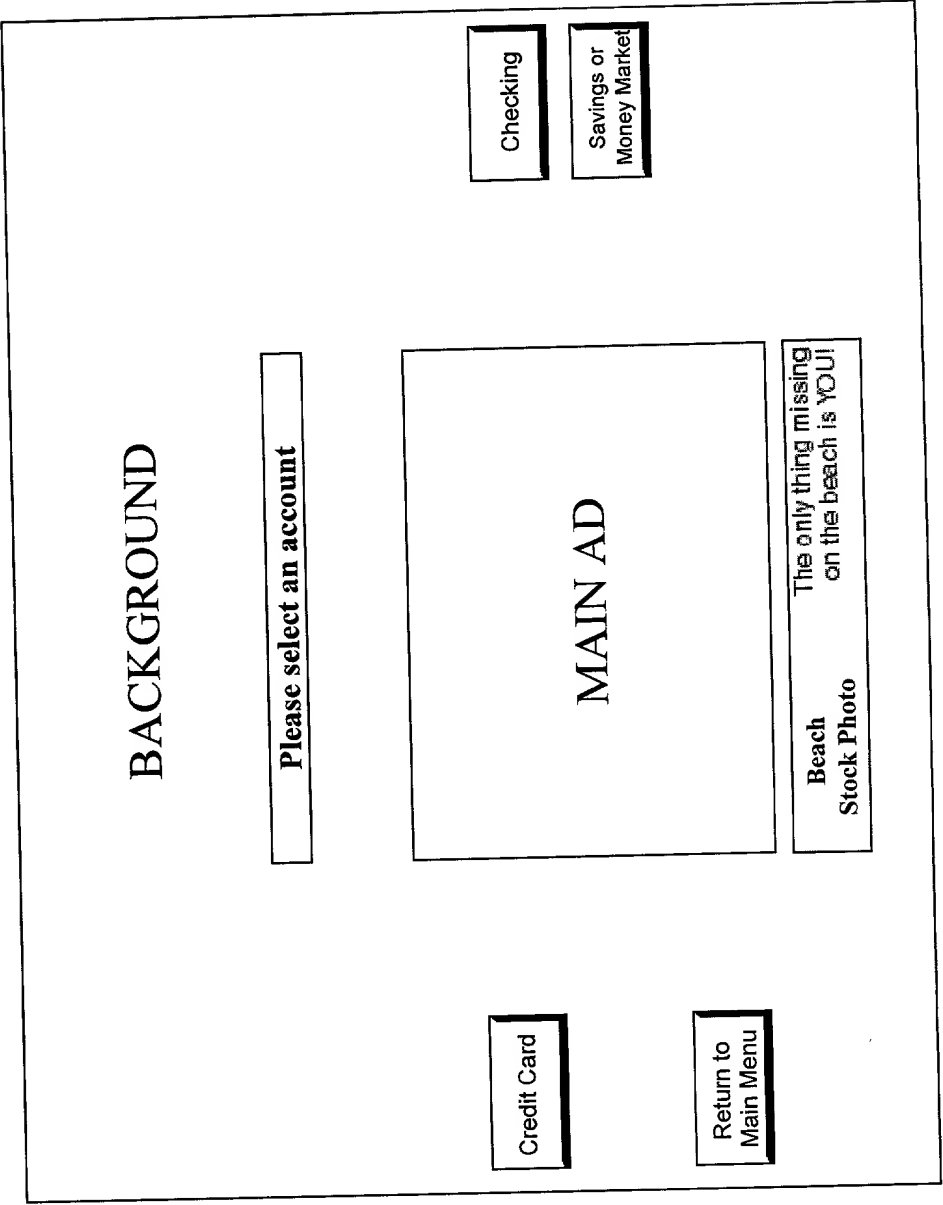 BACKGROUND
Please select an account
Credit Card
Return to
Main Menu
MAIN AD
Checking
Savings or
Money Market
Beach
Stock Photo
The only thing missing
on the beach is YOU!